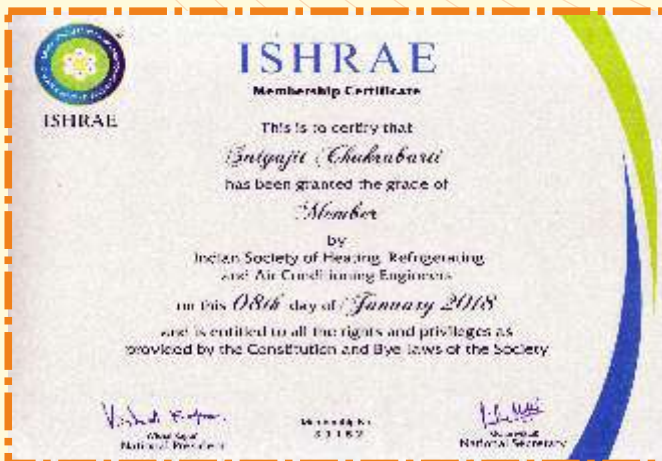 ISHRAE
Membership Certificate
ISHRAE
This is to certify that
Satyajit Chakrabarti
has been granted the grade of
Member
by
Indian Society of Heating, Refrigerating
and Air Conditioning Engineers
on this 08th day of January 2018
and is entitled to all the rights and privileges as
provided by the Constitution and Bye laws of the Society
Membership No.
National President
National Secretary